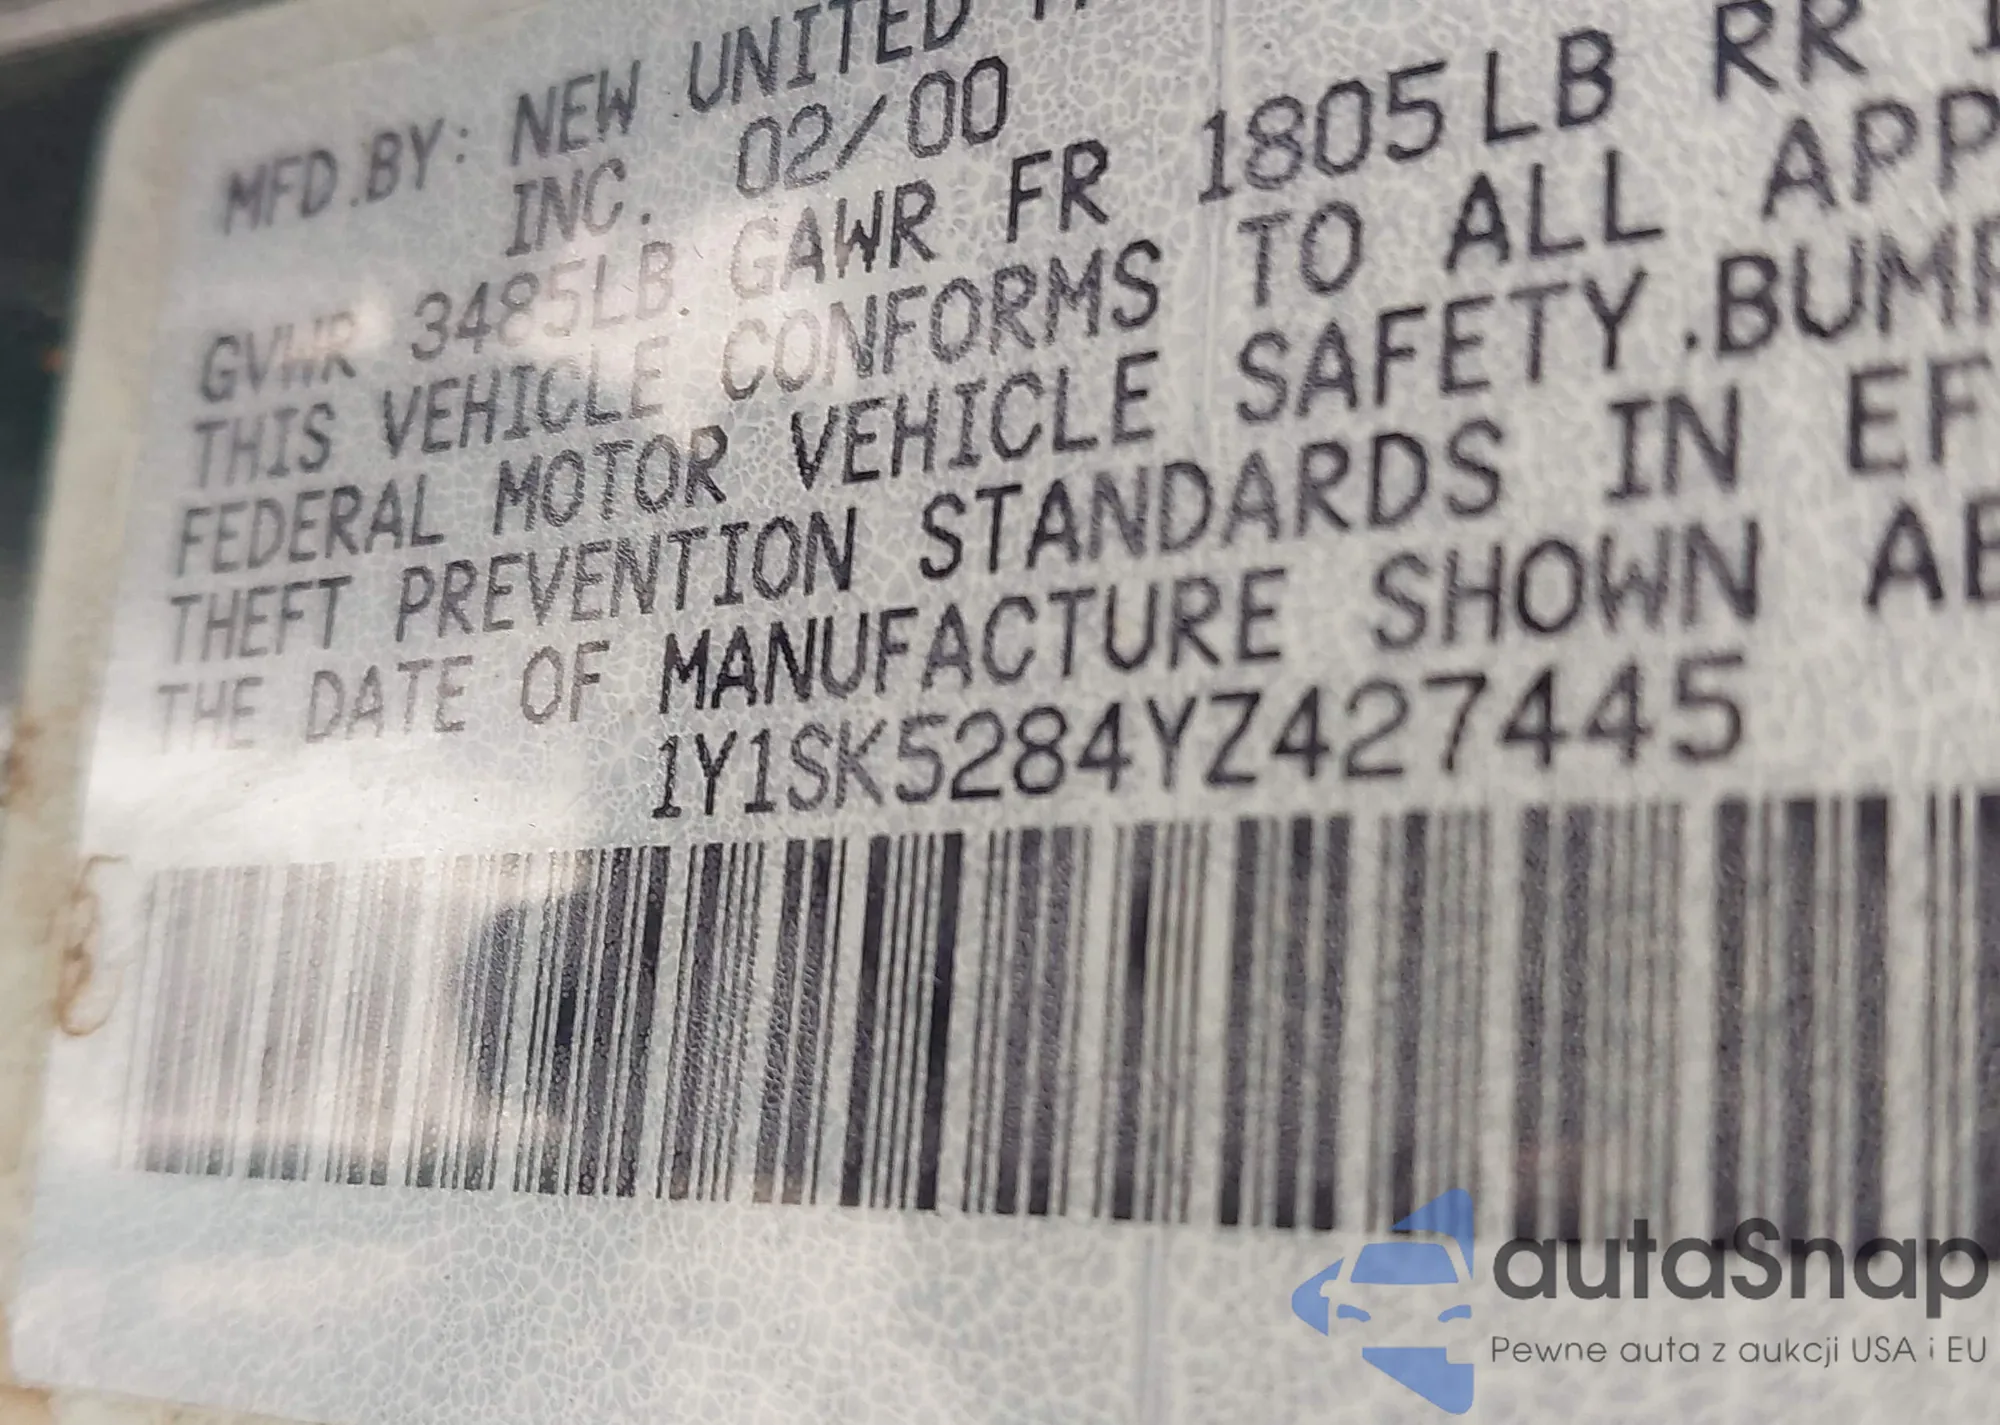 MFD.BY: NEW UNITED
INC. 02/00
GVWR 3485LB. GAWR FR 1805LB RR
THIS VEHICLE CONFORMS TO ALL APP
FEDERAL MOTOR VEHICLE SAFETY.BUMP
THEFT PREVENTION STANDARDS IN EF
THE DATE OF MANUFACTURE SHOWN AB
1Y1SK5284YZ427445
autaSnap
Pewne auta z aukcji USA i EU